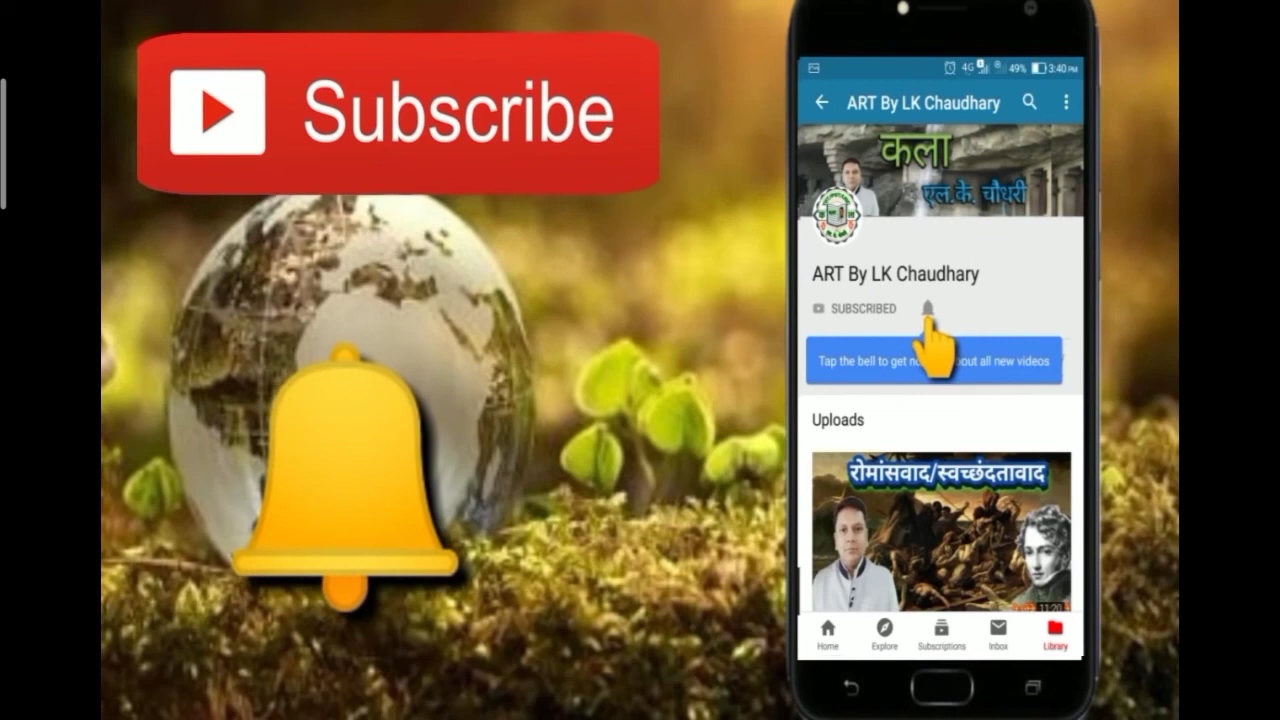 Subscribe
4G 49% 3:40 PM
ART By LK Chaudhary
कला
एल.के. चौधरी
ART By LK Chaudhary
SUBSCRIBED
Tap the bell to get out all new videos
Uploads
रोमांसवाद/स्वच्छंदतावाद
11:20
Home Explore Subscriptions Inbox Library